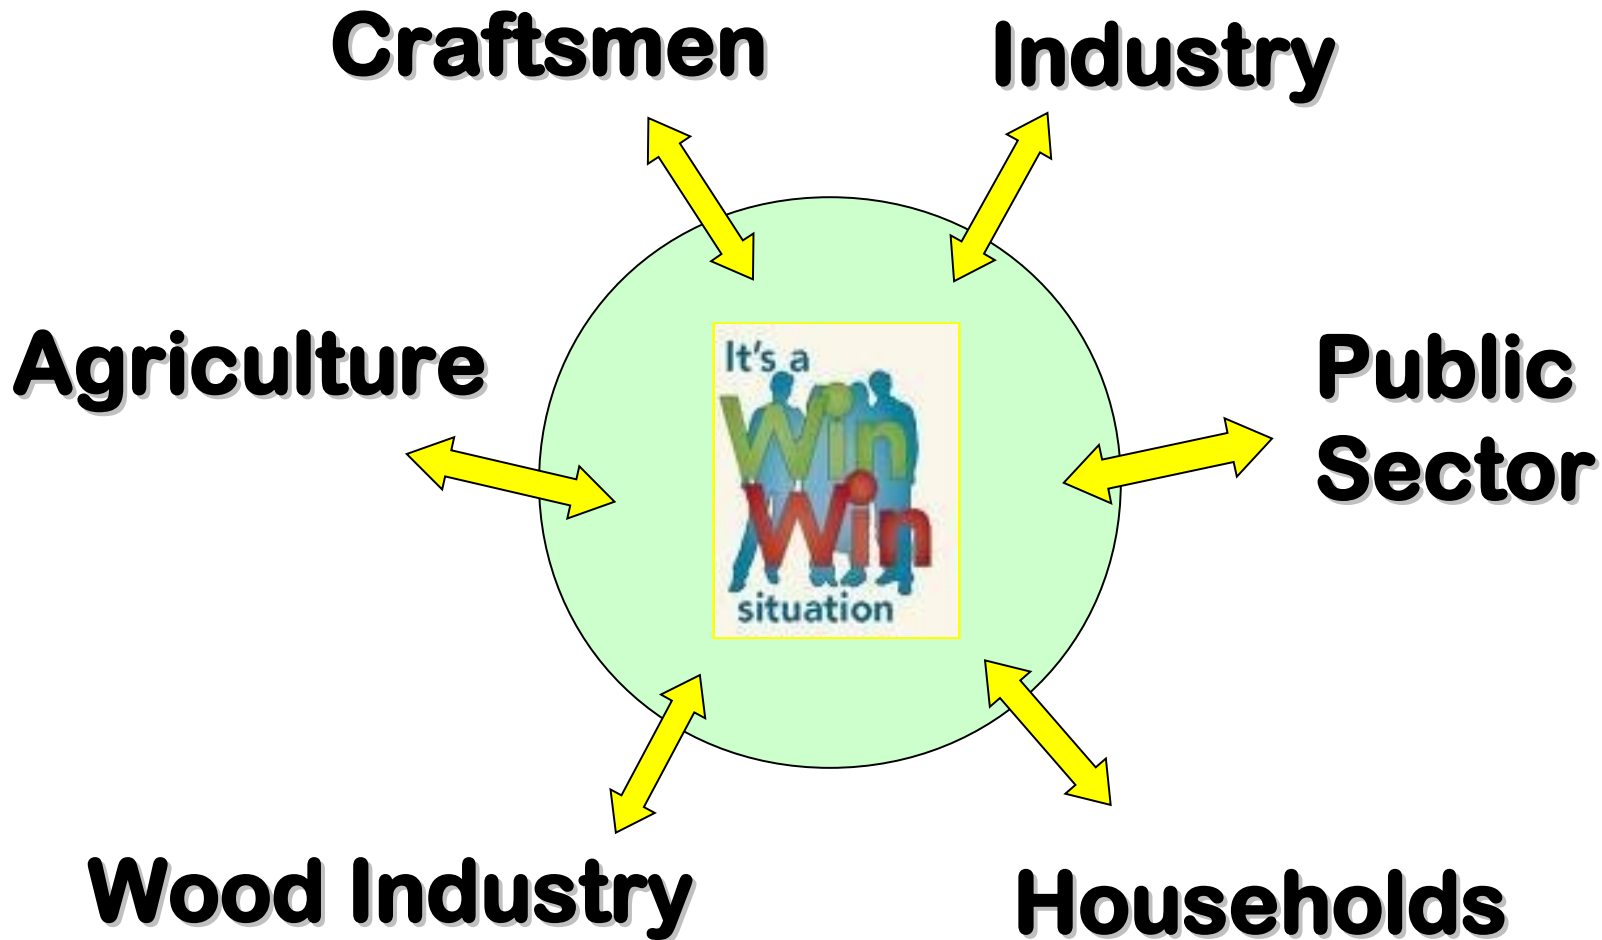 Craftsmen
Industry
Agriculture
Public
Sector
It's a
Win
Win
situation
Wood Industry
Households